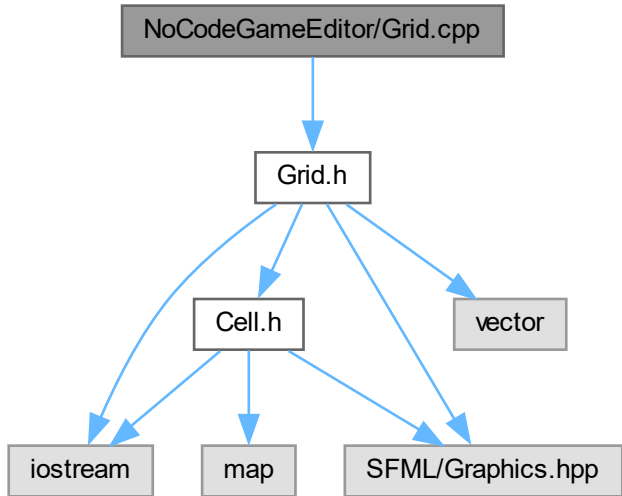 NoCodeGameEditor/Grid.cpp
Grid.h
Cell.h
vector
iostream
map
SFML/Graphics.hpp